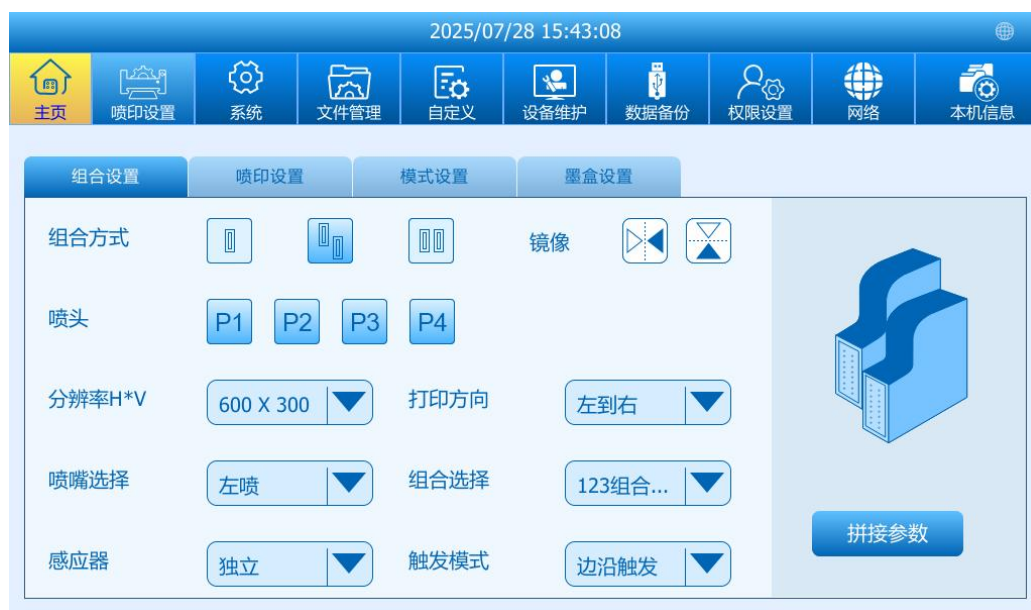 2025/07/28 15:43:08
主页 喷印设置 系统 文件管理 自定义 设备维护 数据备份 权限设置 网络 本机信息
组合设置 喷印设置 模式设置 墨盒设置
组合方式 镜像
喷头 P1 P2 P3 P4
分辨率H*V 600 X 300 打印方向 左到右
喷嘴选择 左喷 组合选择 123组合...
感应器 独立 触发模式 边沿触发
拼接参数